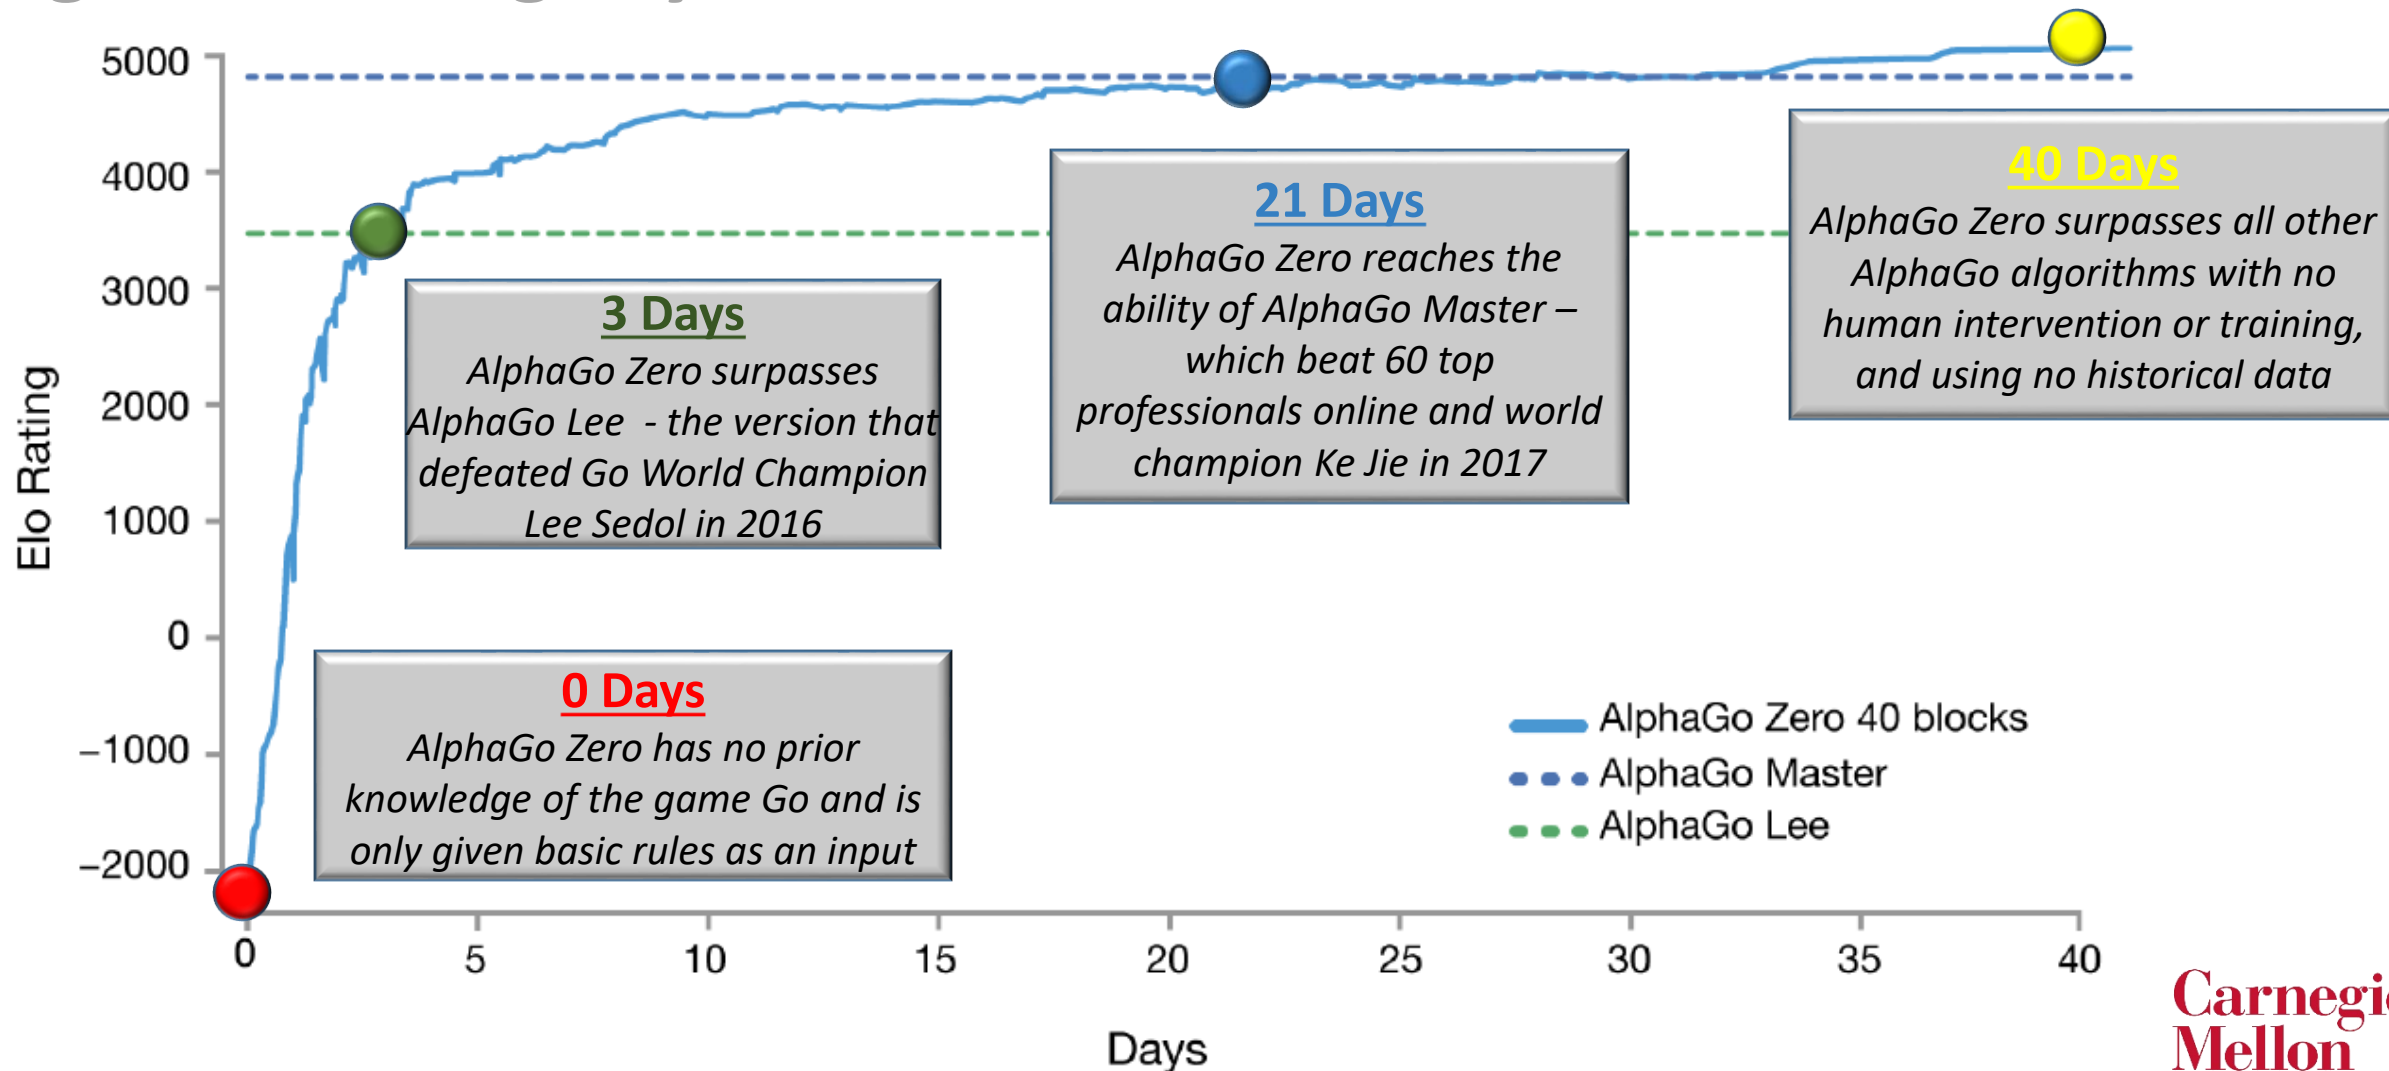 5000
4000
3000
2000
1000
0
−1000
−2000
Elo Rating
0 Days
AlphaGo Zero has no prior
knowledge of the game Go and is
only given basic rules as an input
3 Days
AlphaGo Zero surpasses
AlphaGo Lee  - the version that
defeated Go World Champion
Lee Sedol in 2016
21 Days
AlphaGo Zero reaches the
ability of AlphaGo Master –
which beat 60 top
professionals online and world
champion Ke Jie in 2017
40 Days
AlphaGo Zero surpasses all other
AlphaGo algorithms with no
human intervention or training,
and using no historical data
AlphaGo Zero 40 blocks
AlphaGo Master
AlphaGo Lee
0 5 10 15 20 25 30 35 40
Days
Carnegie
Mellon